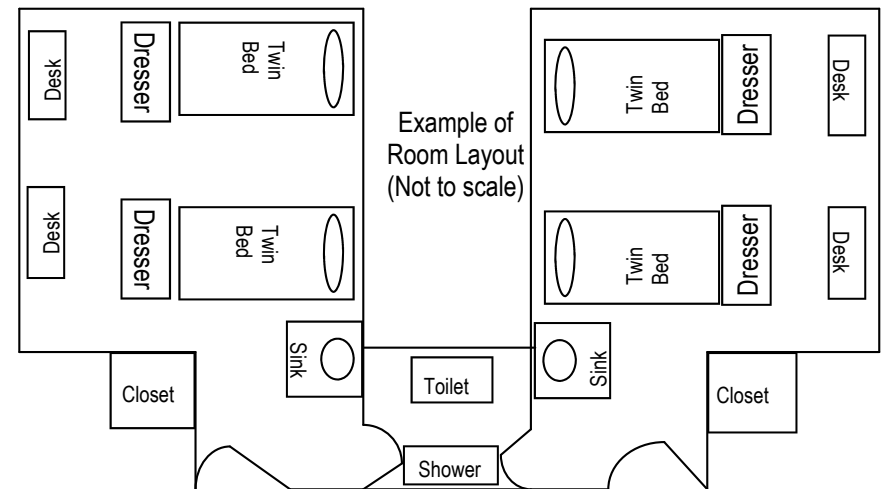 Desk
Dresser
Twin
Bed
Example of
Room Layout
(Not to scale)
Twin
Bed
Dresser
Desk
Desk
Dresser
Twin
Bed
Twin
Bed
Dresser
Desk
Sink
Sink
Closet
Toilet
Closet
Shower